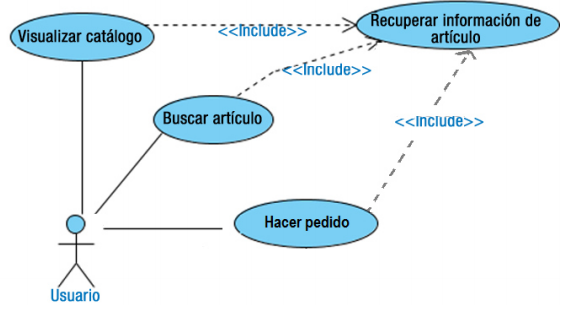 Visualizar catálogo
<<Include>>
Recuperar información de
artículo
<<Include>>
Buscar artículo
<<Include>>
Hacer pedido
Usuario